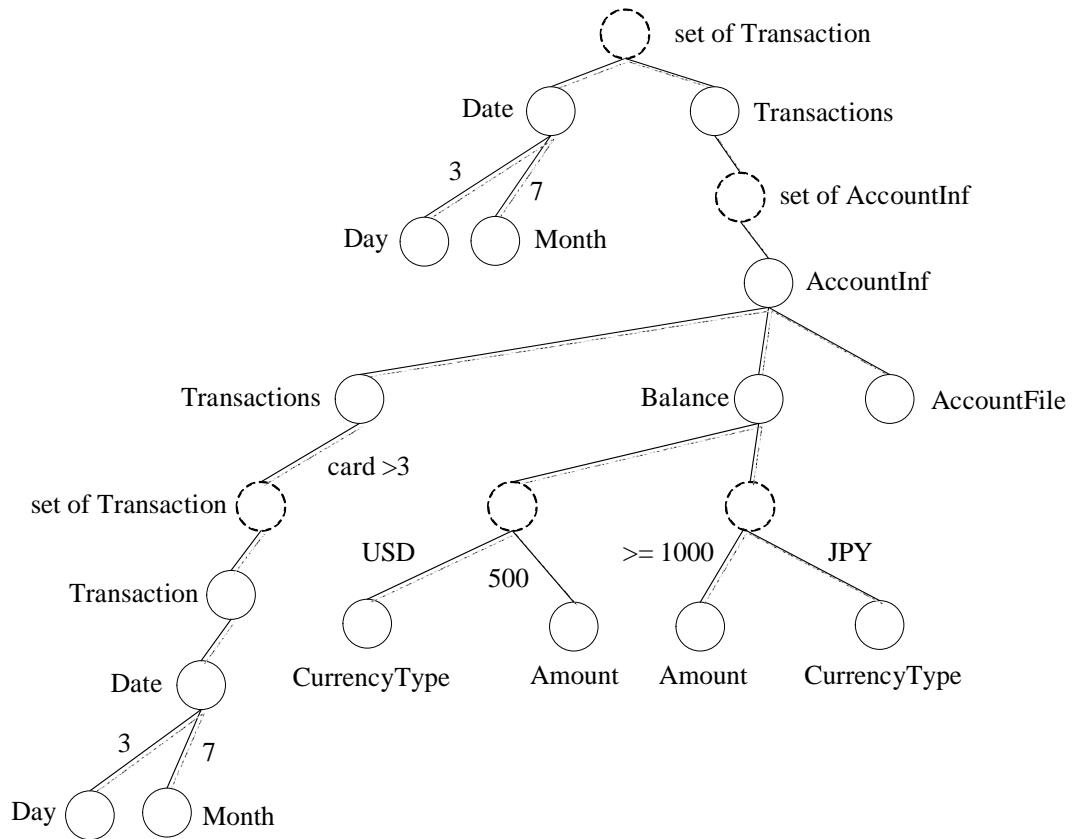 set of Transaction
Date
Transactions
3
7
set of AccountInf
Day
Month
AccountInf
Transactions
Balance
AccountFile
card >3
set of Transaction
USD
500
>= 1000
JPY
Transaction
CurrencyType
Amount
Amount
CurrencyType
Date
3
7
Day
Month